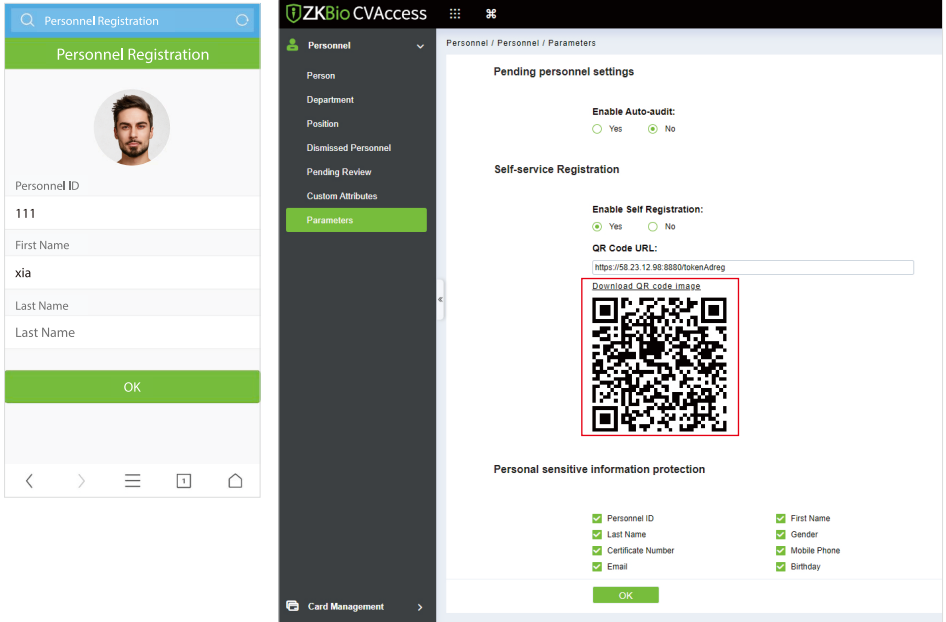 Personnel Registration
Personnel Registration
Personnel ID
111
First Name
xia
Last Name
Last Name
OK
1
ZKBio CVAccess
Personnel
Person
Department
Position
Dismissed Personnel
Pending Review
Custom Attributes
Parameters
Card Management
Personnel / Personnel / Parameters
Pending personnel settings
Enable Auto-audit:
Yes No
Self-service Registration
Enable Self Registration:
Yes No
QR Code URL:
https://58.23.12.98:8880/tokenAdreg
Download QR code image
Personal sensitive information protection
Personnel ID First Name
Last Name Gender
Certificate Number Mobile Phone
Email Birthday
OK